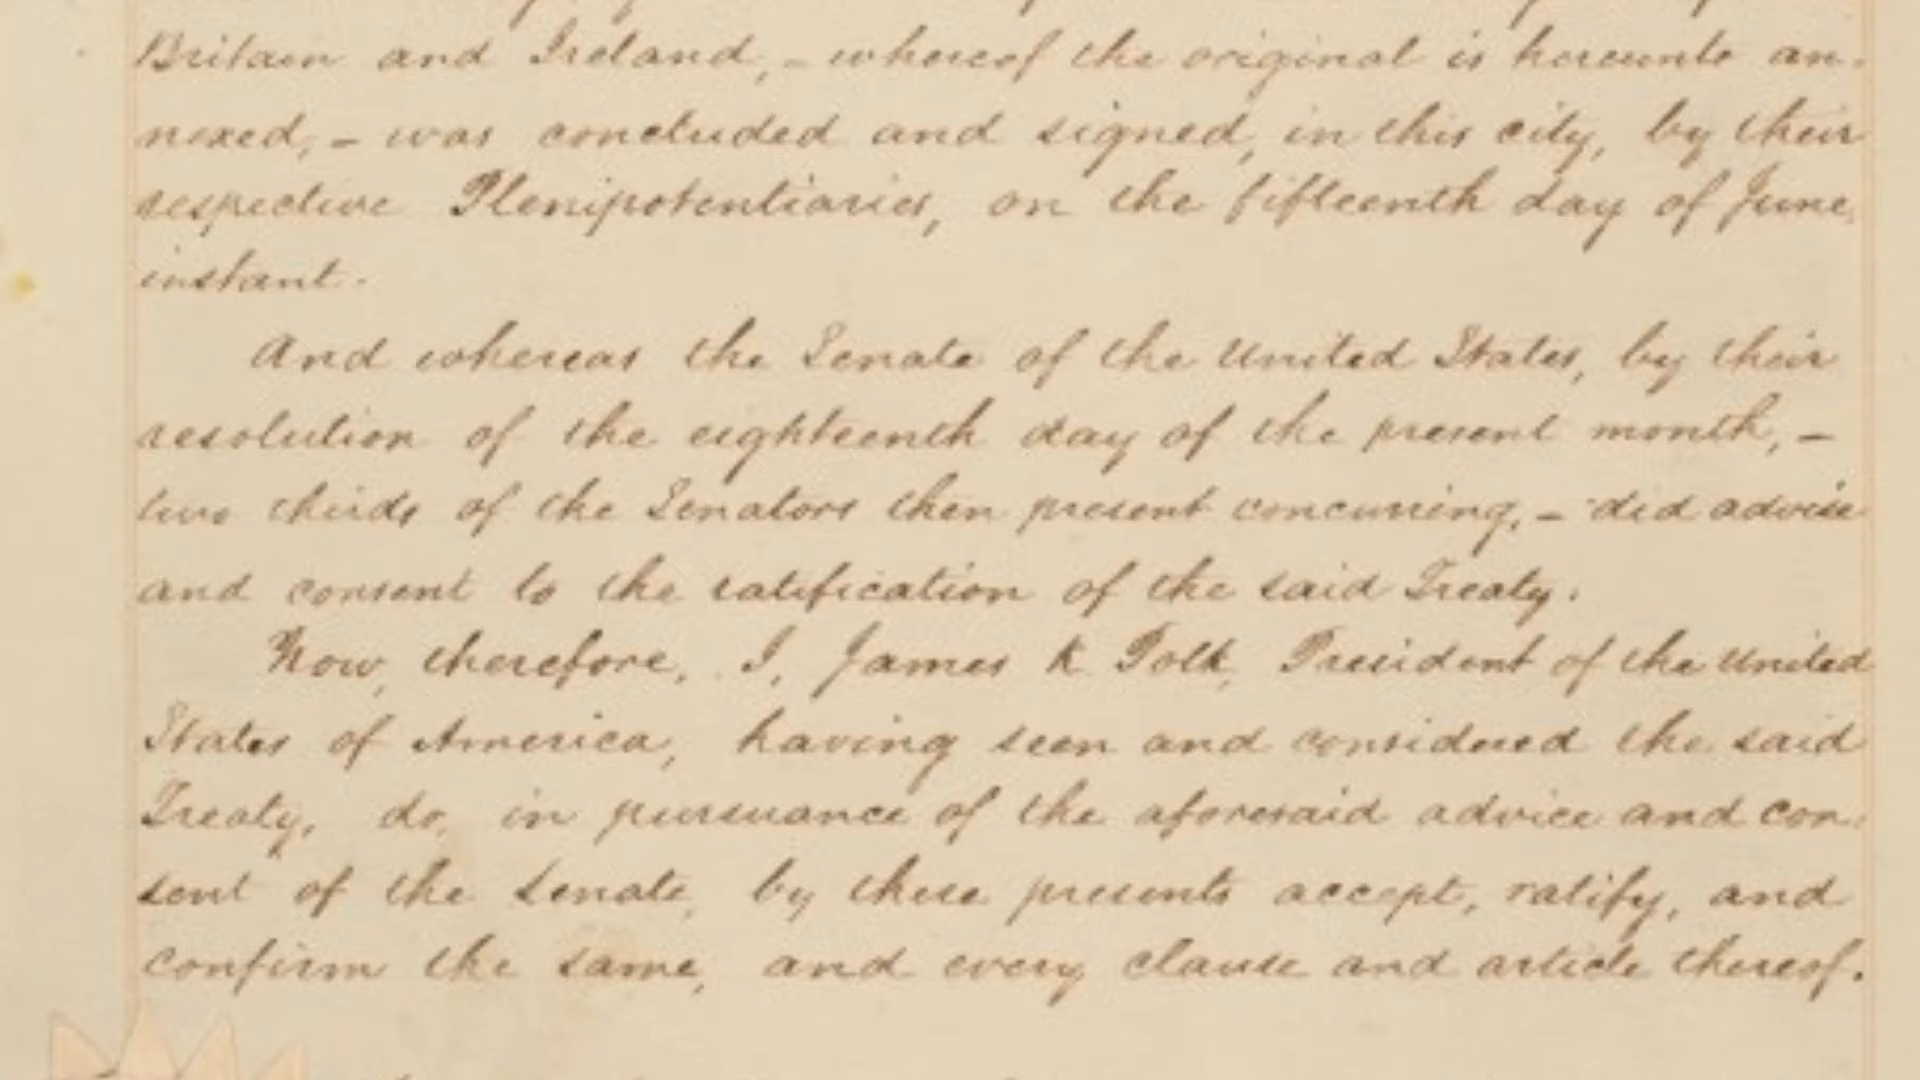 Britain and Ireland, - whereof the original is hereunto an-
nexed, - was concluded and signed, in this city, by their
respective Plenipotentiaries, on the fifteenth day of June,
instant.
And whereas the Senate of the United States, by their
resolution of the eighteenth day of the present month, -
two thirds of the Senators then present concurring, - did advise
and consent to the ratification of the said Treaty.
Now, therefore, I, James K Polk, President of the United
States of America, having seen and considered the said
Treaty, do, in pursuance of the aforesaid advice and con-
sent of the Senate, by these presents accept, ratify, and
confirm the same, and every clause and article thereof.